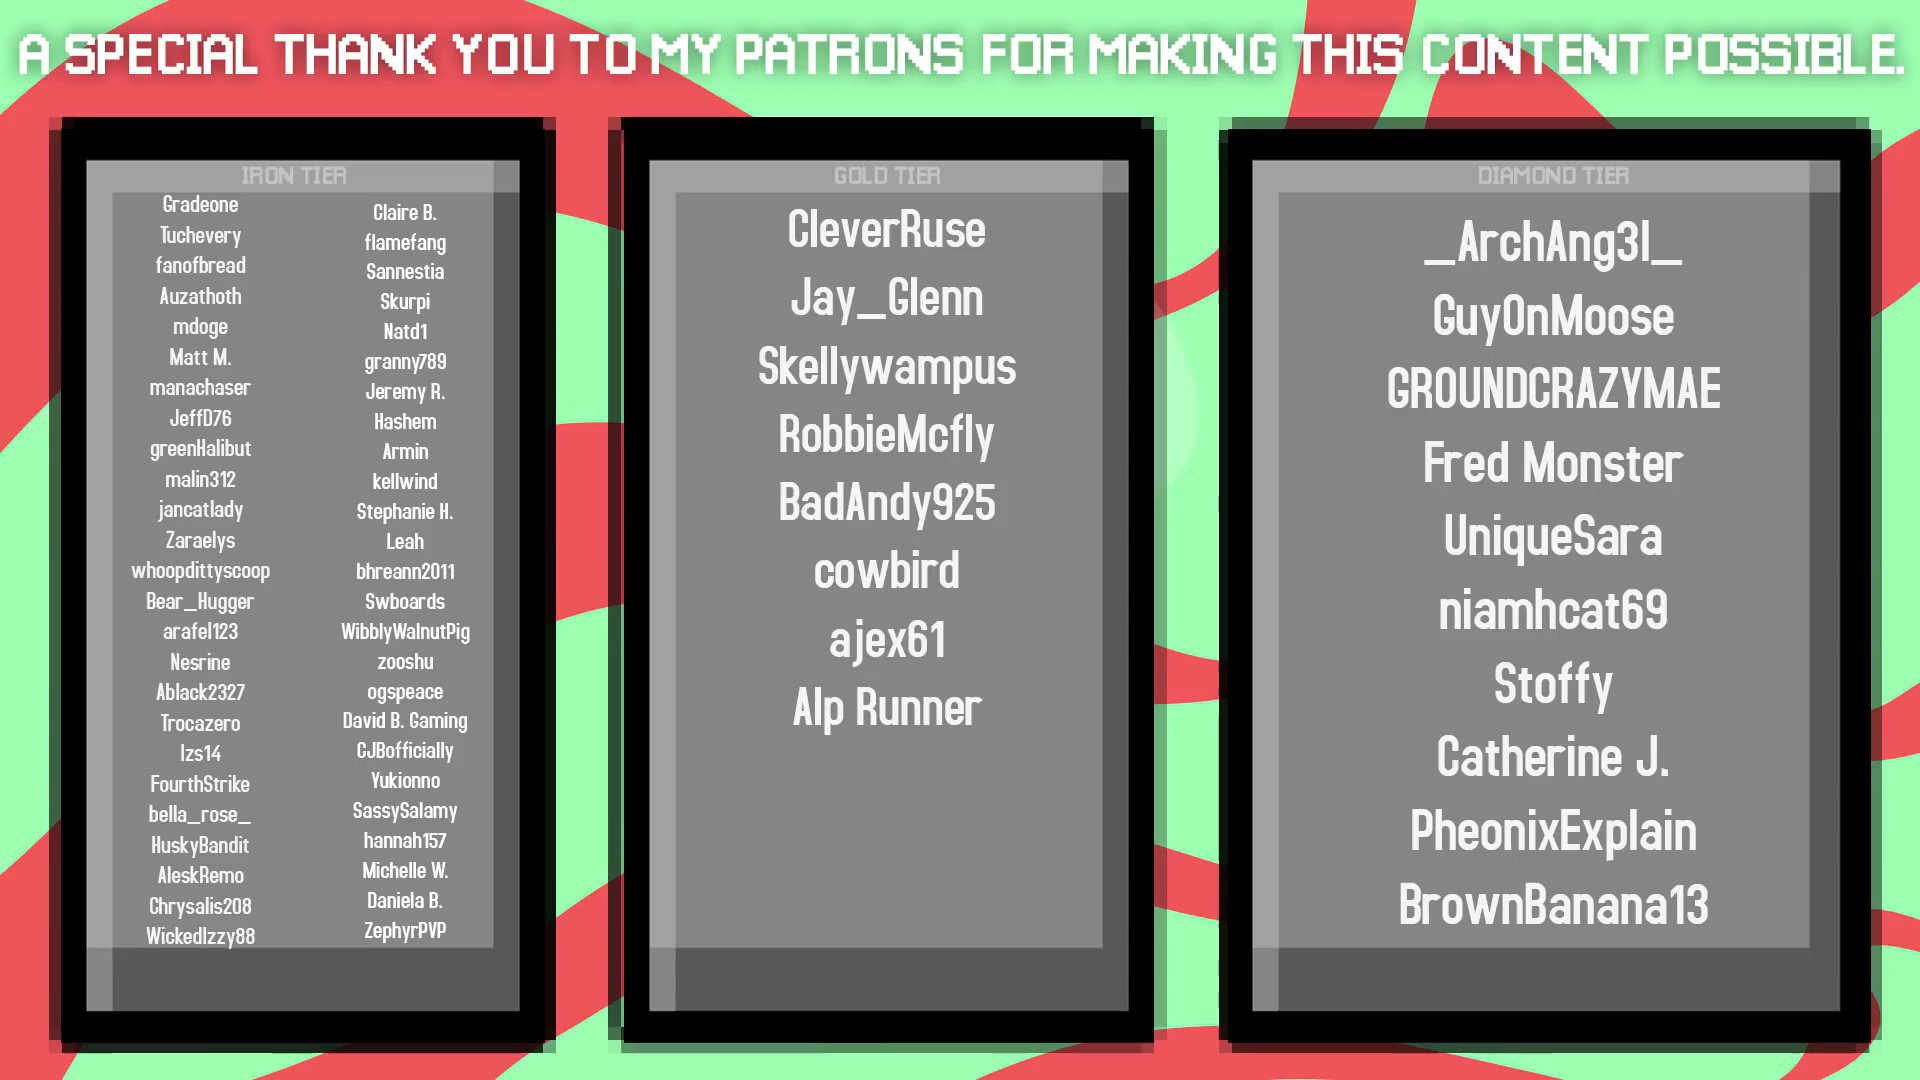 A SPECIAL THANK YOU TO MY PATRONS FOR MAKING THIS CONTENT POSSIBLE.
IRON TIER
Gradeone
Tuchevery
fanofbread
Auzathoth
mdoge
Matt M.
manachaser
JeffD76
greenHalibut
malin312
jancatlady
Zaraelys
whoopdittyscoop
Bear_Hugger
arafel123
Nesrine
Ablack2327
Trocazero
lzs14
FourthStrike
bella_rose_
HuskyBandit
AleskRemo
Chrysalis208
WickedIzzy88
Claire B.
flamefang
Sannestia
Skurpi
Natd1
granny789
Jeremy R.
Hashem
Armin
kellwind
Stephanie H.
Leah
bhreann2011
Swboards
WibblyWalnutPig
zooshu
ogspeace
David B. Gaming
CJBofficially
Yukionno
SassySalamy
hannah157
Michelle W.
Daniela B.
ZephyrPVP
GOLD TIER
CleverRuse
Jay_Glenn
Skellywampus
RobbieMcfly
BadAndy925
cowbird
ajex61
Alp Runner
DIAMOND TIER
_ArchAng3l_
GuyOnMoose
GROUNDCRAZYMAE
Fred Monster
UniqueSara
niamhcat69
Stoffy
Catherine J.
PheonixExplain
BrownBanana13